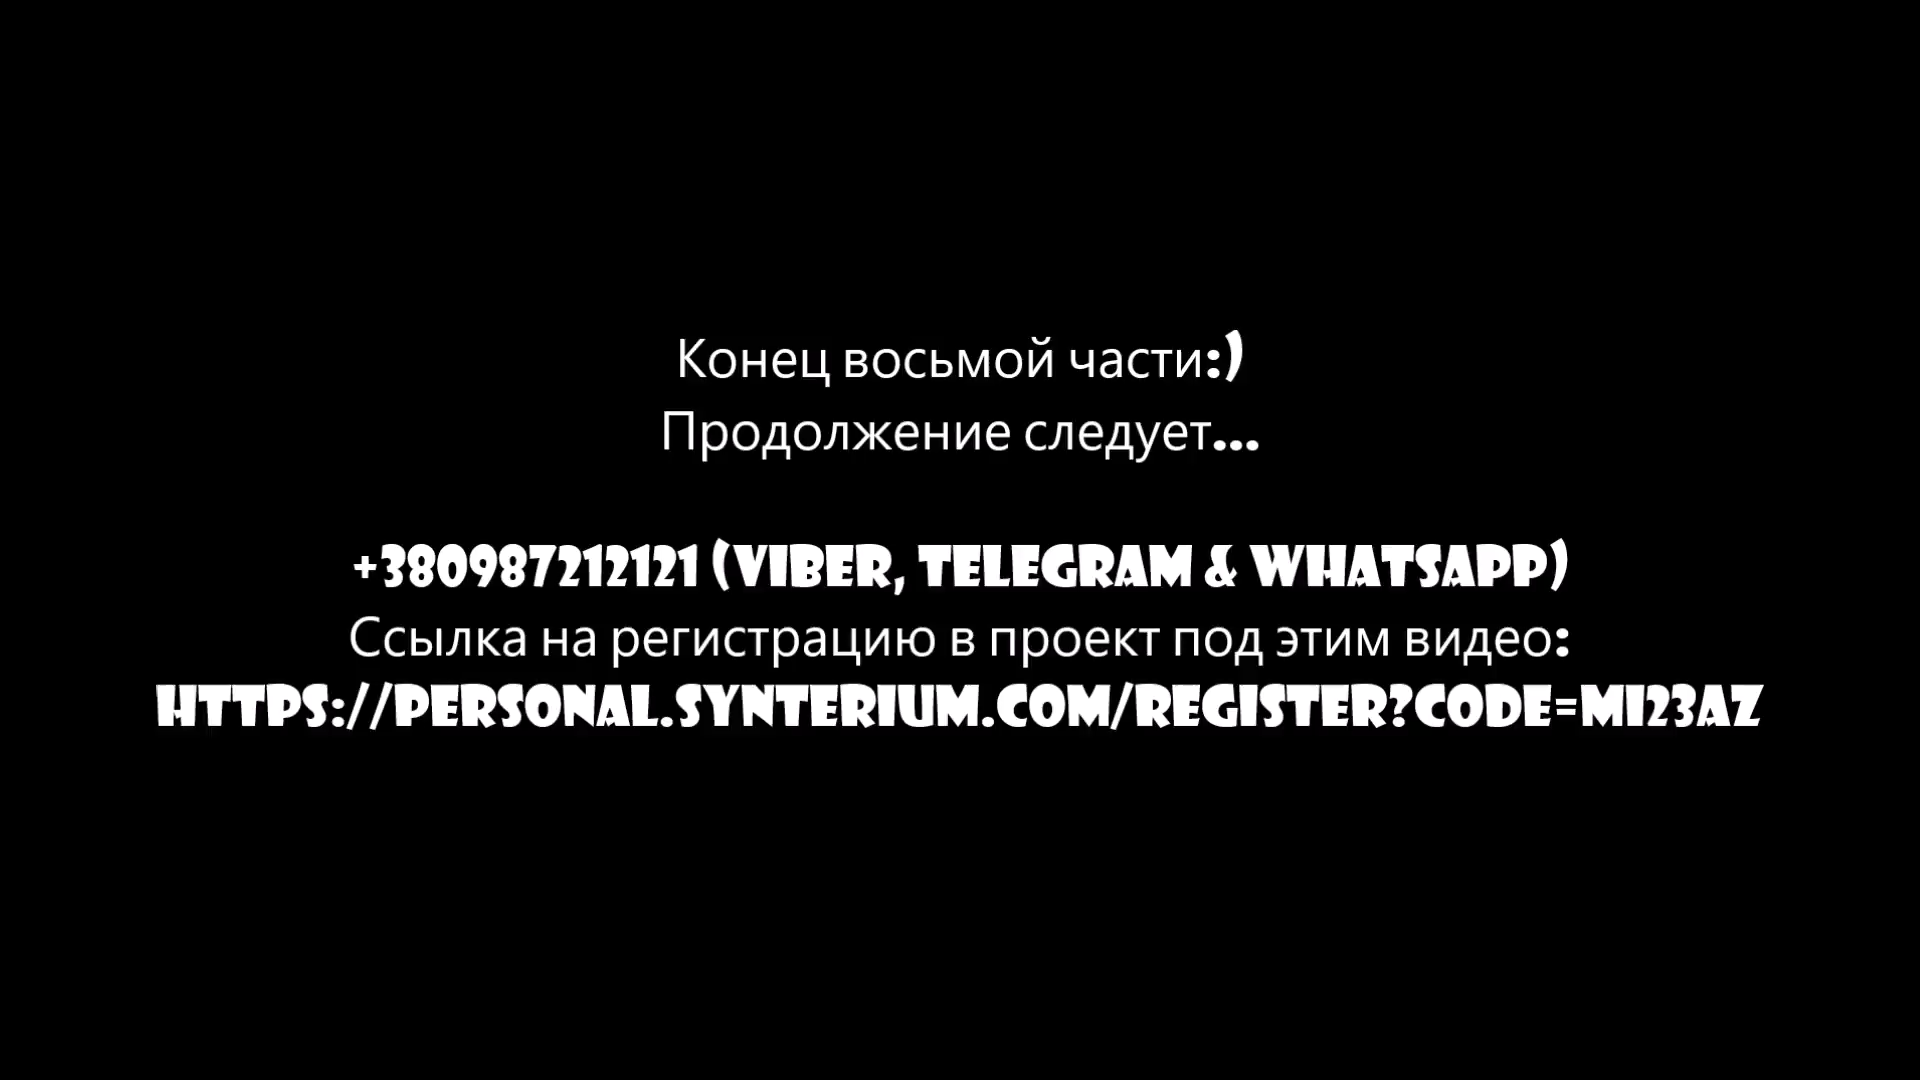 Конец восьмой части:)
Продолжение следует...
+380987212121 (VIBER, TELEGRAM & WHATSAPP)
Ссылка на регистрацию в проект под этим видео:
HTTPS://PERSONAL.SYNTERIUM.COM/REGISTER?CODE=MI23AZ